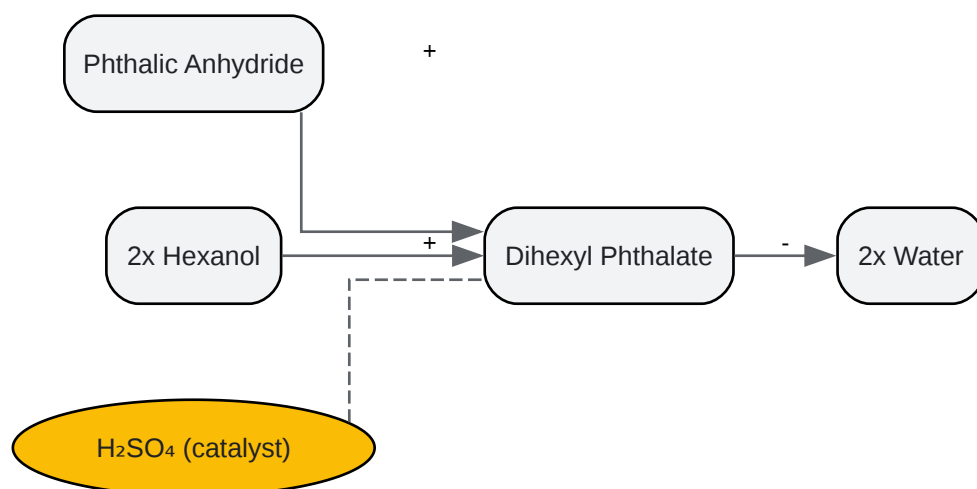 Phthalic Anhydride
+
2x Hexanol
+
Dihexyl Phthalate
-
2x Water
H₂SO₄ (catalyst)